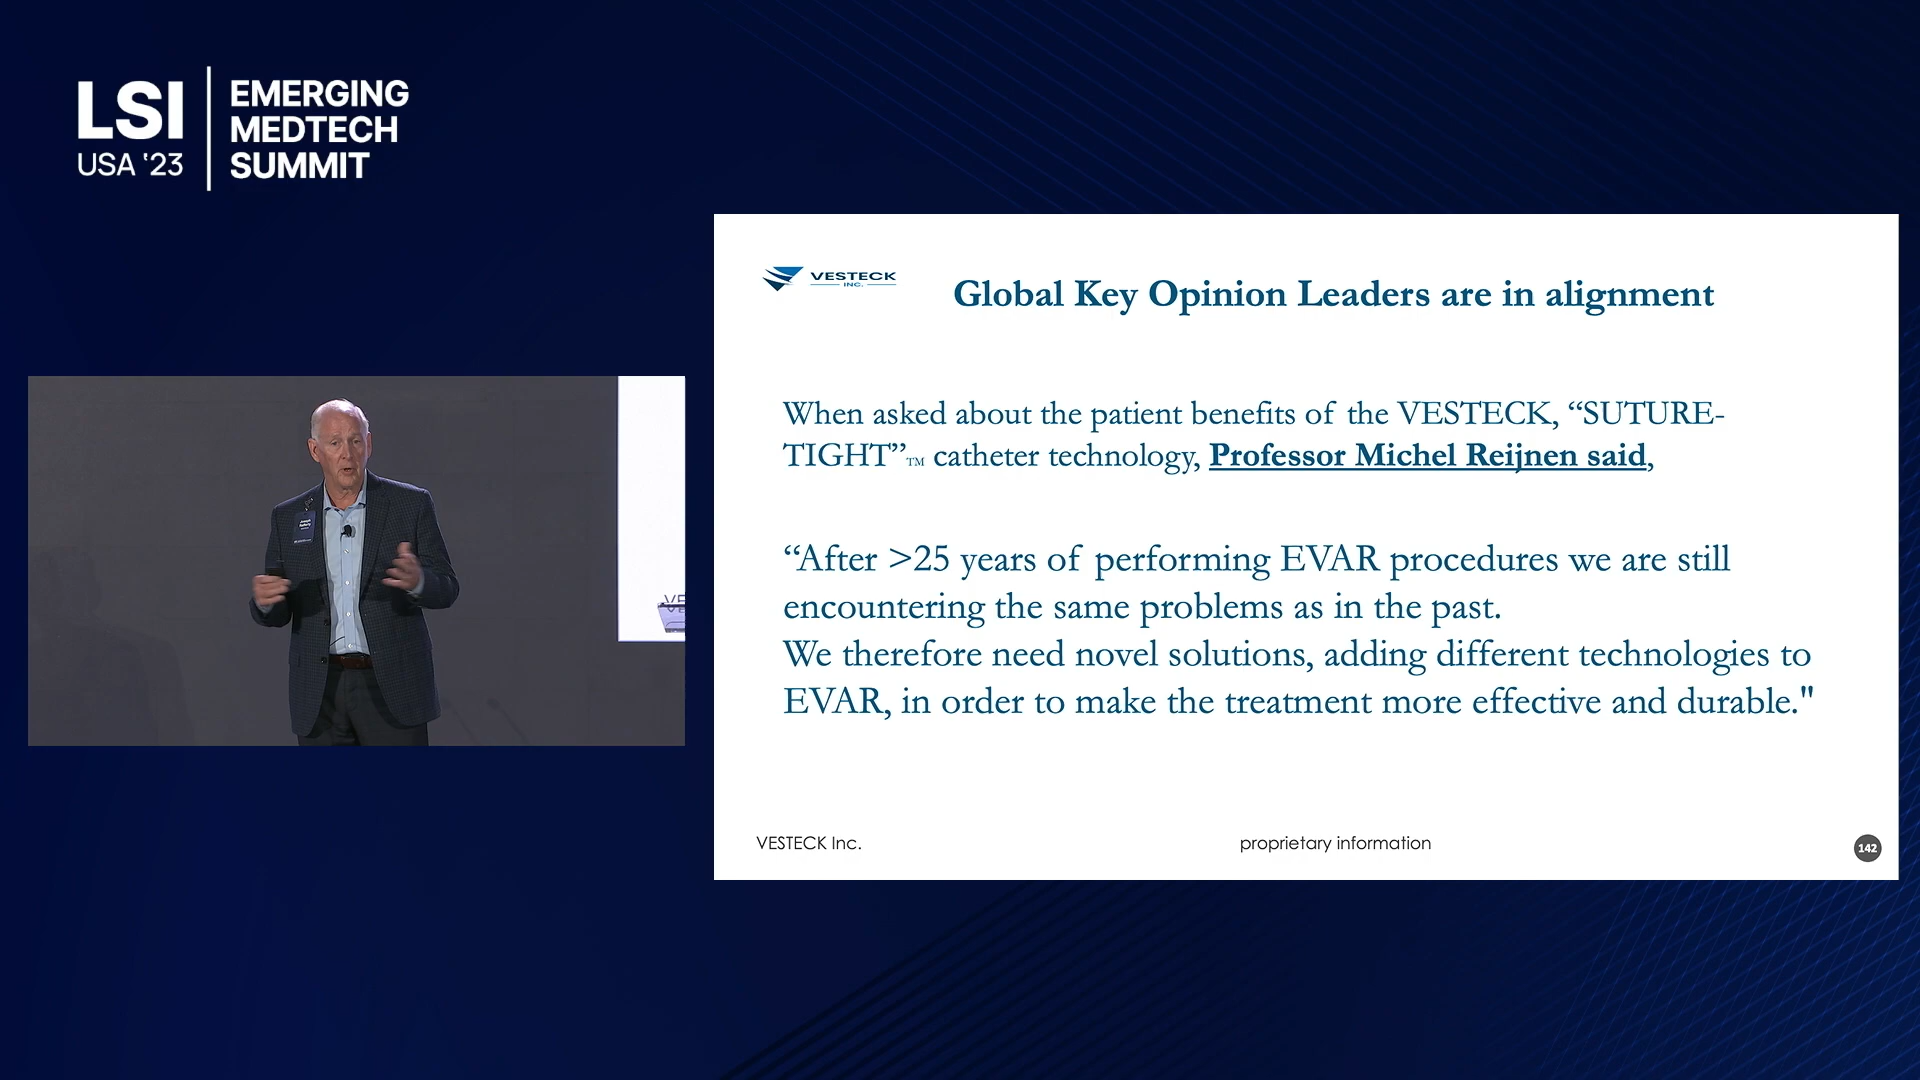 LSI
USA '23
EMERGING
MEDTECH
SUMMIT
VESTECK
INC.
Global Key Opinion Leaders are in alignment
When asked about the patient benefits of the VESTECK, “SUTURE-
TIGHT”™ catheter technology, Professor Michel Reijnen said,
“After >25 years of performing EVAR procedures we are still
encountering the same problems as in the past.
We therefore need novel solutions, adding different technologies to
EVAR, in order to make the treatment more effective and durable."
VESTECK Inc.
proprietary information
142
Joseph